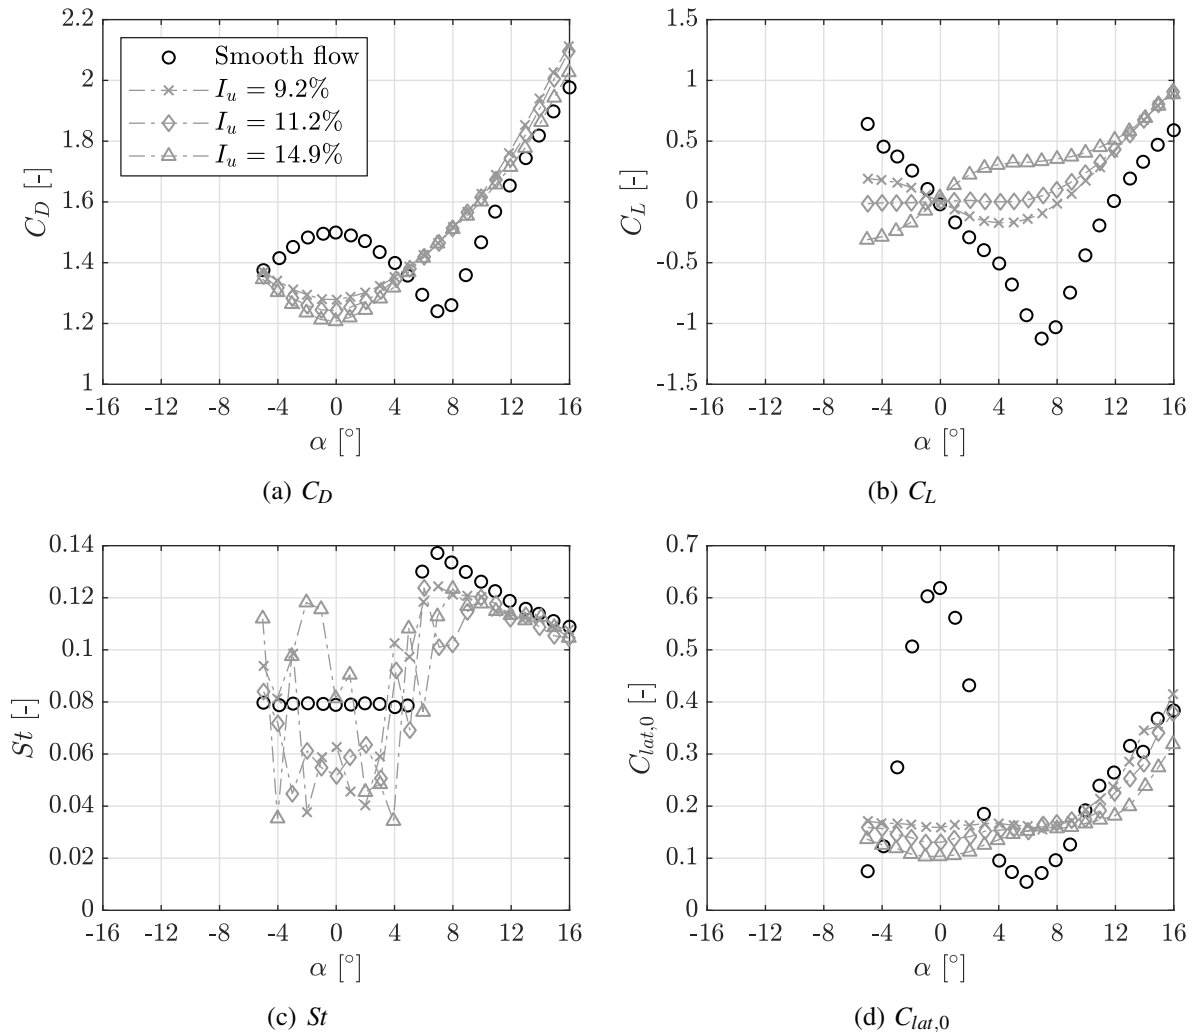 2.2
2
1.8
1.6
1.4
1.2
1
C_D [-]
Smooth flow
I_u = 9.2%
I_u = 11.2%
I_u = 14.9%
-16 -12 -8 -4 0 4 8 12 16
α [°]
(a) C_D
1.5
1
0.5
0
-0.5
-1
-1.5
C_L [-]
-16 -12 -8 -4 0 4 8 12 16
α [°]
(b) C_L
0.14
0.12
0.1
0.08
0.06
0.04
0.02
0
St [-]
-16 -12 -8 -4 0 4 8 12 16
α [°]
(c) St
0.7
0.6
0.5
0.4
0.3
0.2
0.1
0
C_{lat,0} [-]
-16 -12 -8 -4 0 4 8 12 16
α [°]
(d) C_{lat,0}